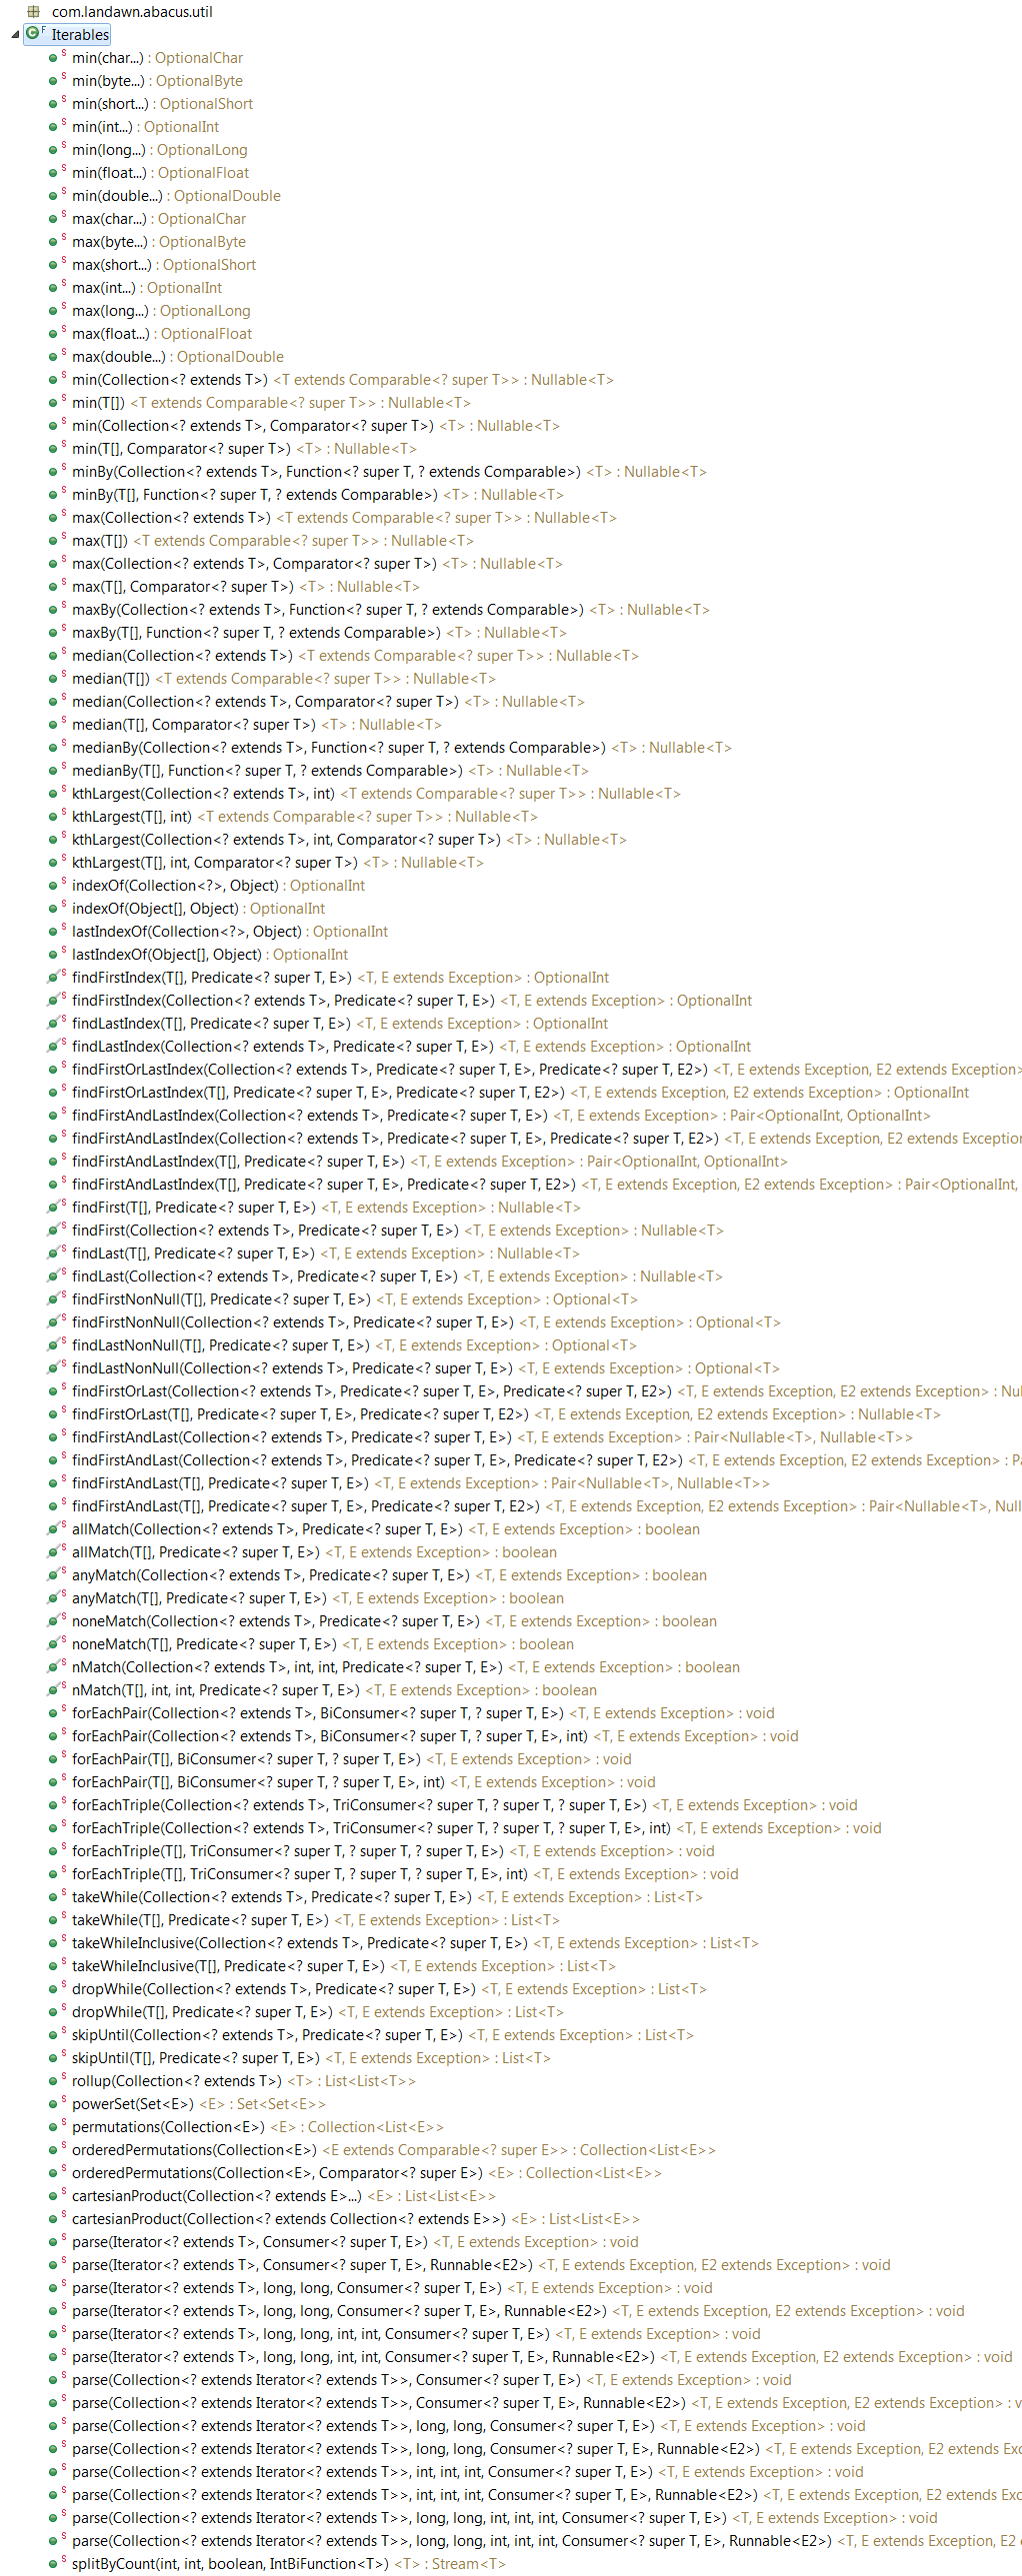 com.landawn.abacus.util
Iterables
min(char...) : OptionalChar
min(byte...) : OptionalByte
min(short...) : OptionalShort
min(int...) : OptionalInt
min(long...) : OptionalLong
min(float...) : OptionalFloat
min(double...) : OptionalDouble
max(char...) : OptionalChar
max(byte...) : OptionalByte
max(short...) : OptionalShort
max(int...) : OptionalInt
max(long...) : OptionalLong
max(float...) : OptionalFloat
max(double...) : OptionalDouble
min(Collection<? extends T>) <T extends Comparable<? super T>> : Nullable<T>
min(T[]) <T extends Comparable<? super T>> : Nullable<T>
min(Collection<? extends T>, Comparator<? super T>) <T> : Nullable<T>
min(T[], Comparator<? super T>) <T> : Nullable<T>
minBy(Collection<? extends T>, Function<? super T, ? extends Comparable>) <T> : Nullable<T>
minBy(T[], Function<? super T, ? extends Comparable>) <T> : Nullable<T>
max(Collection<? extends T>) <T extends Comparable<? super T>> : Nullable<T>
max(T[]) <T extends Comparable<? super T>> : Nullable<T>
max(Collection<? extends T>, Comparator<? super T>) <T> : Nullable<T>
max(T[], Comparator<? super T>) <T> : Nullable<T>
maxBy(Collection<? extends T>, Function<? super T, ? extends Comparable>) <T> : Nullable<T>
maxBy(T[], Function<? super T, ? extends Comparable>) <T> : Nullable<T>
median(Collection<? extends T>) <T extends Comparable<? super T>> : Nullable<T>
median(T[]) <T extends Comparable<? super T>> : Nullable<T>
median(Collection<? extends T>, Comparator<? super T>) <T> : Nullable<T>
median(T[], Comparator<? super T>) <T> : Nullable<T>
medianBy(Collection<? extends T>, Function<? super T, ? extends Comparable>) <T> : Nullable<T>
medianBy(T[], Function<? super T, ? extends Comparable>) <T> : Nullable<T>
kthLargest(Collection<? extends T>, int) <T extends Comparable<? super T>> : Nullable<T>
kthLargest(T[], int) <T extends Comparable<? super T>> : Nullable<T>
kthLargest(Collection<? extends T>, int, Comparator<? super T>) <T> : Nullable<T>
kthLargest(T[], int, Comparator<? super T>) <T> : Nullable<T>
indexOf(Collection<?>, Object) : OptionalInt
indexOf(Object[], Object) : OptionalInt
lastIndexOf(Collection<?>, Object) : OptionalInt
lastIndexOf(Object[], Object) : OptionalInt
findFirstIndex(T[], Predicate<? super T, E>) <T, E extends Exception> : OptionalInt
findFirstIndex(Collection<? extends T>, Predicate<? super T, E>) <T, E extends Exception> : OptionalInt
findLastIndex(T[], Predicate<? super T, E>) <T, E extends Exception> : OptionalInt
findLastIndex(Collection<? extends T>, Predicate<? super T, E>) <T, E extends Exception> : OptionalInt
findFirstOrLastIndex(Collection<? extends T>, Predicate<? super T, E>, Predicate<? super T, E2>) <T, E extends Exception, E2 extends Exception>
findFirstOrLastIndex(T[], Predicate<? super T, E>, Predicate<? super T, E2>) <T, E extends Exception, E2 extends Exception> : OptionalInt
findFirstAndLastIndex(Collection<? extends T>, Predicate<? super T, E>) <T, E extends Exception> : Pair<OptionalInt, OptionalInt>
findFirstAndLastIndex(Collection<? extends T>, Predicate<? super T, E>, Predicate<? super T, E2>) <T, E extends Exception, E2 extends Exception
findFirstAndLastIndex(T[], Predicate<? super T, E>) <T, E extends Exception> : Pair<OptionalInt, OptionalInt>
findFirstAndLastIndex(T[], Predicate<? super T, E>, Predicate<? super T, E2>) <T, E extends Exception, E2 extends Exception> : Pair<OptionalInt,
findFirst(T[], Predicate<? super T, E>) <T, E extends Exception> : Nullable<T>
findFirst(Collection<? extends T>, Predicate<? super T, E>) <T, E extends Exception> : Nullable<T>
findLast(T[], Predicate<? super T, E>) <T, E extends Exception> : Nullable<T>
findLast(Collection<? extends T>, Predicate<? super T, E>) <T, E extends Exception> : Nullable<T>
findFirstNonNull(T[], Predicate<? super T, E>) <T, E extends Exception> : Optional<T>
findFirstNonNull(Collection<? extends T>, Predicate<? super T, E>) <T, E extends Exception> : Optional<T>
findLastNonNull(T[], Predicate<? super T, E>) <T, E extends Exception> : Optional<T>
findLastNonNull(Collection<? extends T>, Predicate<? super T, E>) <T, E extends Exception> : Optional<T>
findFirstOrLast(Collection<? extends T>, Predicate<? super T, E>, Predicate<? super T, E2>) <T, E extends Exception, E2 extends Exception> : Nul
findFirstOrLast(T[], Predicate<? super T, E>, Predicate<? super T, E2>) <T, E extends Exception, E2 extends Exception> : Nullable<T>
findFirstAndLast(Collection<? extends T>, Predicate<? super T, E>) <T, E extends Exception> : Pair<Nullable<T>, Nullable<T>>
findFirstAndLast(Collection<? extends T>, Predicate<? super T, E>, Predicate<? super T, E2>) <T, E extends Exception, E2 extends Exception> : Pa
findFirstAndLast(T[], Predicate<? super T, E>) <T, E extends Exception> : Pair<Nullable<T>, Nullable<T>>
findFirstAndLast(T[], Predicate<? super T, E>, Predicate<? super T, E2>) <T, E extends Exception, E2 extends Exception> : Pair<Nullable<T>, Null
allMatch(Collection<? extends T>, Predicate<? super T, E>) <T, E extends Exception> : boolean
allMatch(T[], Predicate<? super T, E>) <T, E extends Exception> : boolean
anyMatch(Collection<? extends T>, Predicate<? super T, E>) <T, E extends Exception> : boolean
anyMatch(T[], Predicate<? super T, E>) <T, E extends Exception> : boolean
noneMatch(Collection<? extends T>, Predicate<? super T, E>) <T, E extends Exception> : boolean
noneMatch(T[], Predicate<? super T, E>) <T, E extends Exception> : boolean
nMatch(Collection<? extends T>, int, int, Predicate<? super T, E>) <T, E extends Exception> : boolean
nMatch(T[], int, int, Predicate<? super T, E>) <T, E extends Exception> : boolean
forEachPair(Collection<? extends T>, BiConsumer<? super T, ? super T, E>) <T, E extends Exception> : void
forEachPair(Collection<? extends T>, BiConsumer<? super T, ? super T, E>, int) <T, E extends Exception> : void
forEachPair(T[], BiConsumer<? super T, ? super T, E>) <T, E extends Exception> : void
forEachPair(T[], BiConsumer<? super T, ? super T, E>, int) <T, E extends Exception> : void
forEachTriple(Collection<? extends T>, TriConsumer<? super T, ? super T, ? super T, E>) <T, E extends Exception> : void
forEachTriple(Collection<? extends T>, TriConsumer<? super T, ? super T, ? super T, E>, int) <T, E extends Exception> : void
forEachTriple(T[], TriConsumer<? super T, ? super T, ? super T, E>) <T, E extends Exception> : void
forEachTriple(T[], TriConsumer<? super T, ? super T, ? super T, E>, int) <T, E extends Exception> : void
takeWhile(Collection<? extends T>, Predicate<? super T, E>) <T, E extends Exception> : List<T>
takeWhile(T[], Predicate<? super T, E>) <T, E extends Exception> : List<T>
takeWhileInclusive(Collection<? extends T>, Predicate<? super T, E>) <T, E extends Exception> : List<T>
takeWhileInclusive(T[], Predicate<? super T, E>) <T, E extends Exception> : List<T>
dropWhile(Collection<? extends T>, Predicate<? super T, E>) <T, E extends Exception> : List<T>
dropWhile(T[], Predicate<? super T, E>) <T, E extends Exception> : List<T>
skipUntil(Collection<? extends T>, Predicate<? super T, E>) <T, E extends Exception> : List<T>
skipUntil(T[], Predicate<? super T, E>) <T, E extends Exception> : List<T>
rollup(Collection<? extends T>) <T> : List<List<T>>
powerSet(Set<E>) <E> : Set<Set<E>>
permutations(Collection<E>) <E> : Collection<List<E>>
orderedPermutations(Collection<E>) <E extends Comparable<? super E>> : Collection<List<E>>
orderedPermutations(Collection<E>, Comparator<? super E>) <E> : Collection<List<E>>
cartesianProduct(Collection<? extends E>...) <E> : List<List<E>>
cartesianProduct(Collection<? extends Collection<? extends E>>) <E> : List<List<E>>
parse(Iterator<? extends T>, Consumer<? super T, E>) <T, E extends Exception> : void
parse(Iterator<? extends T>, Consumer<? super T, E>, Runnable<E2>) <T, E extends Exception, E2 extends Exception> : void
parse(Iterator<? extends T>, long, long, Consumer<? super T, E>) <T, E extends Exception> : void
parse(Iterator<? extends T>, long, long, Consumer<? super T, E>, Runnable<E2>) <T, E extends Exception, E2 extends Exception> : void
parse(Iterator<? extends T>, long, long, int, int, Consumer<? super T, E>) <T, E extends Exception> : void
parse(Iterator<? extends T>, long, long, int, int, Consumer<? super T, E>, Runnable<E2>) <T, E extends Exception, E2 extends Exception> : void
parse(Collection<? extends Iterator<? extends T>>, Consumer<? super T, E>) <T, E extends Exception> : void
parse(Collection<? extends Iterator<? extends T>>, Consumer<? super T, E>, Runnable<E2>) <T, E extends Exception, E2 extends Exception> : v
parse(Collection<? extends Iterator<? extends T>>, long, long, Consumer<? super T, E>) <T, E extends Exception> : void
parse(Collection<? extends Iterator<? extends T>>, long, long, Consumer<? super T, E>, Runnable<E2>) <T, E extends Exception, E2 extends Exc
parse(Collection<? extends Iterator<? extends T>>, int, int, int, Consumer<? super T, E>) <T, E extends Exception> : void
parse(Collection<? extends Iterator<? extends T>>, int, int, int, Consumer<? super T, E>, Runnable<E2>) <T, E extends Exception, E2 extends Exc
parse(Collection<? extends Iterator<? extends T>>, long, long, int, int, int, Consumer<? super T, E>) <T, E extends Exception> : void
parse(Collection<? extends Iterator<? extends T>>, long, long, int, int, int, Consumer<? super T, E>, Runnable<E2>) <T, E extends Exception, E2
splitByCount(int, int, boolean, IntBiFunction<T>) <T> : Stream<T>